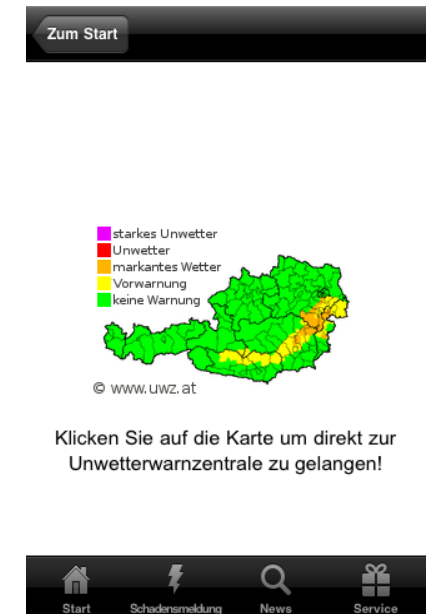 Zum Start
starkes Unwetter
Unwetter
markantes Wetter
Vorwarnung
keine Warnung
© www.uwz.at
Klicken Sie auf die Karte um direkt zur
Unwetterwarnzentrale zu gelangen!
Start Schadensmeldung News Service